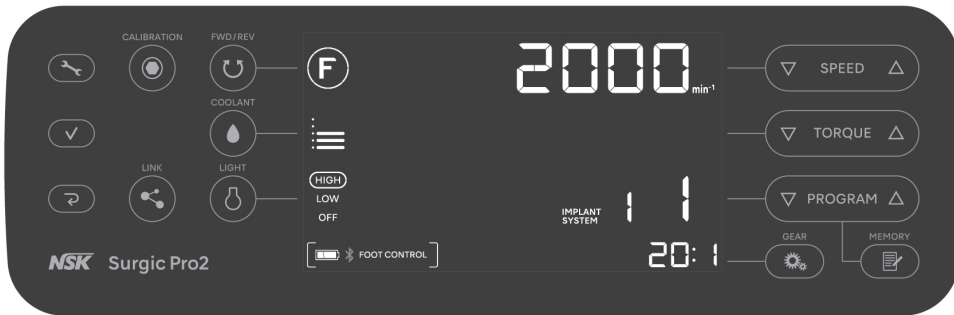 CALIBRATION
FWD/REV
F
2000 min-1
SPEED
COOLANT
TORQUE
LINK
LIGHT
HIGH
LOW
OFF
IMPLANT
SYSTEM
1 1
PROGRAM
GEAR
MEMORY
FOOT CONTROL
20:1
NSK Surgic Pro2